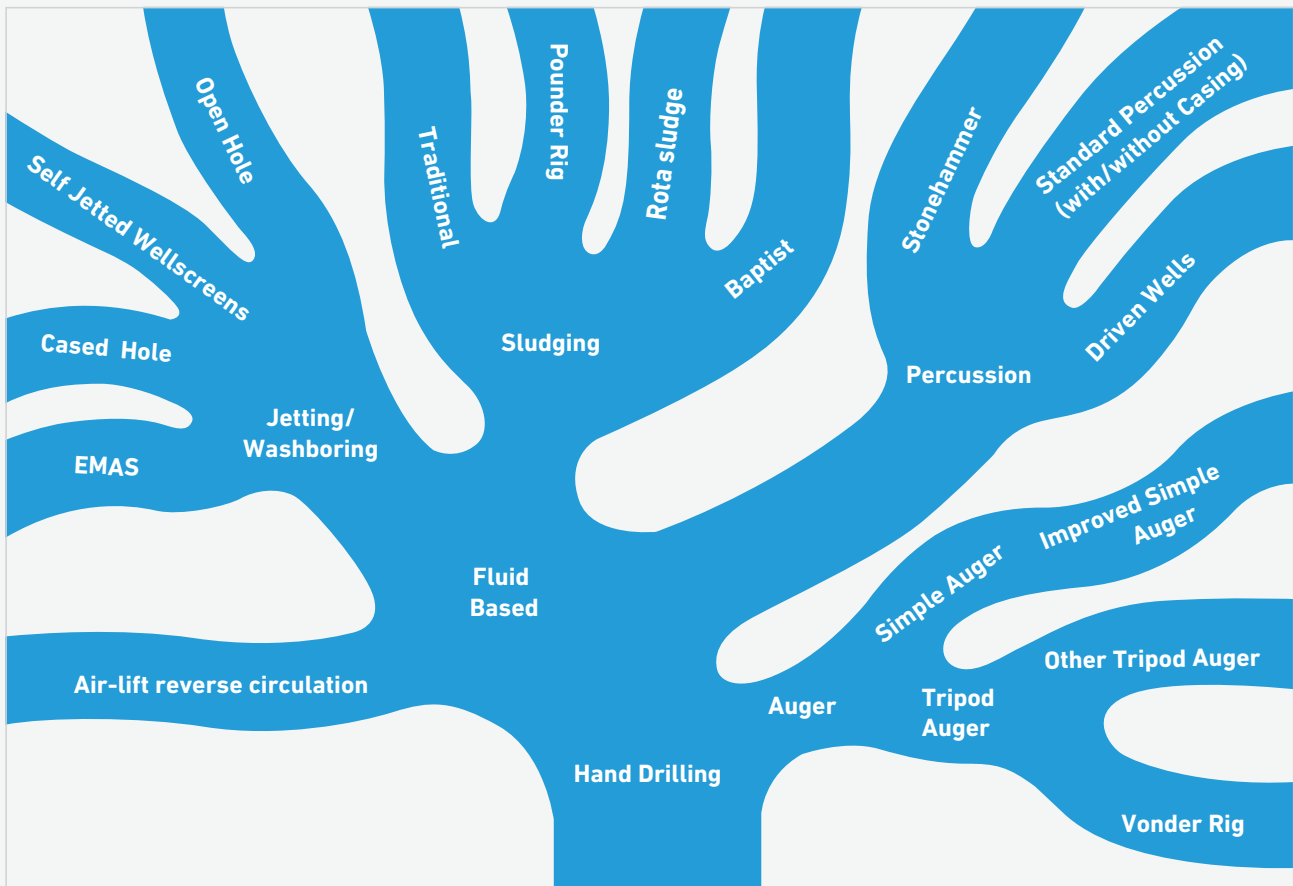 Open Hole
Self Jetted Wellscreens
Cased Hole
EMAS
Jetting/
Washboring
Traditional
Pounder Rig
Rota sludge
Baptist
Sludging
Stonehammer
Standard Percussion
(with/without Casing)
Driven Wells
Percussion
Fluid
Based
Air-lift reverse circulation
Improved Simple
Auger
Simple Auger
Other Tripod Auger
Tripod
Auger
Auger
Vonder Rig
Hand Drilling